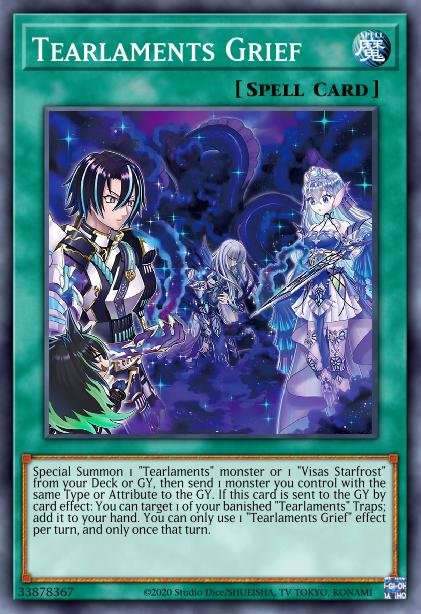 TEARLAMENTS GRIEF
SPELL
魔
[SPELL CARD]
Special Summon 1 "Tearlaments" monster or 1 "Visas Starfrost"
from your Deck or GY, then send 1 monster you control with the
same Type or Attribute to the GY. If this card is sent to the GY by
card effect: You can target 1 of your banished "Tearlaments" Traps;
add it to your hand. You can only use 1 "Tearlaments Grief" effect
per turn, and only once that turn.
33878367
©2020 Studio Dice/SHUEISHA, TV TOKYO, KONAMI